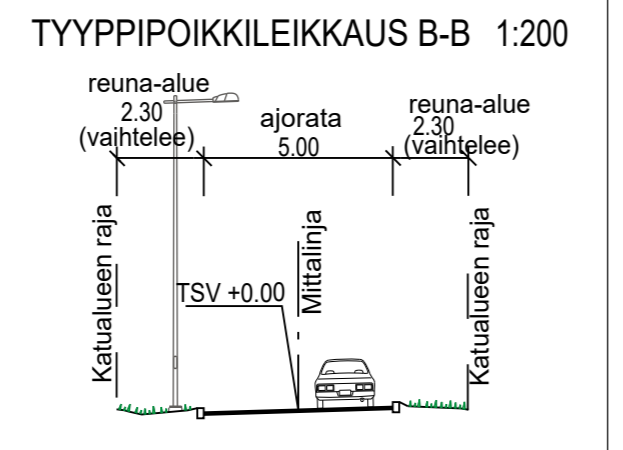 TYYPPIPOIKKILEIKKAUS B-B 1:200
reuna-alue
2.30
(vaihtelee)
ajorata
5.00
reuna-alue
2.30
(vaihtelee)
Katualueen raja
TSV +0.00
Mittalinja
Katualueen raja